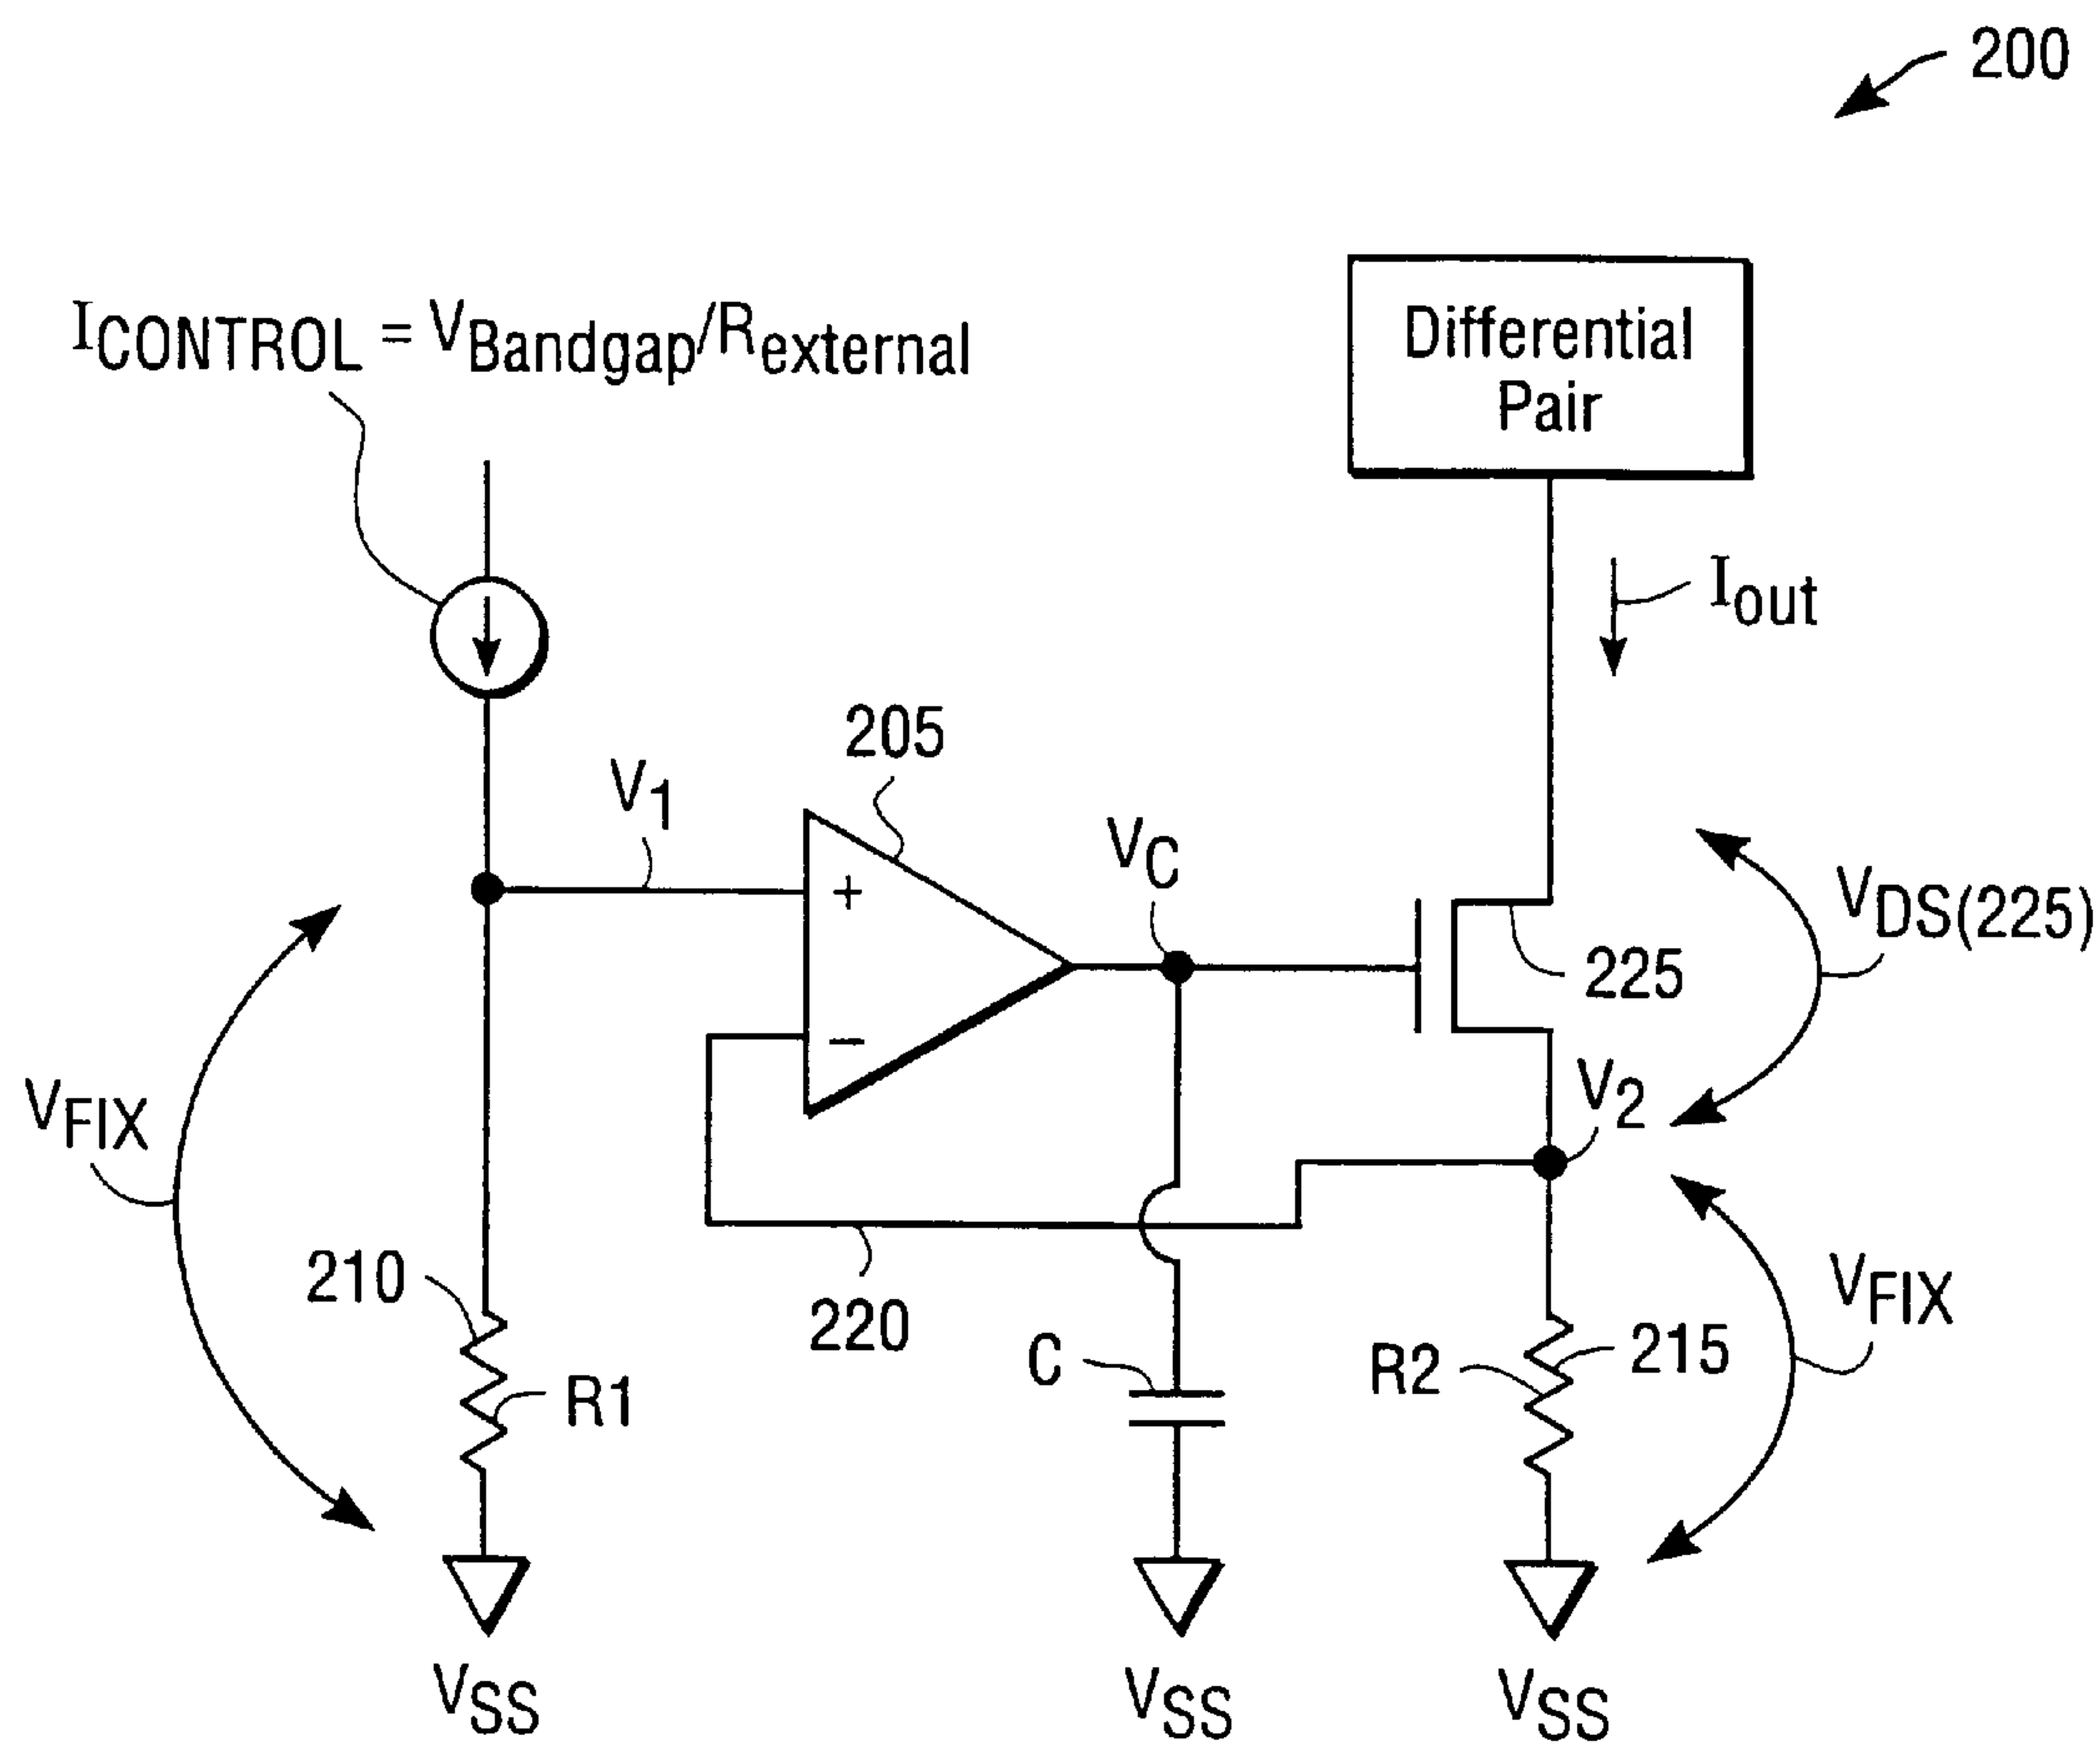 200
ICONTROL = VBandgap/Rexternal
Differential
Pair
Iout
205
V1
+
VC
VDS(225)
225
−
V2
VFIX
210
220
VFIX
C
R2
215
R1
VSS
VSS
VSS